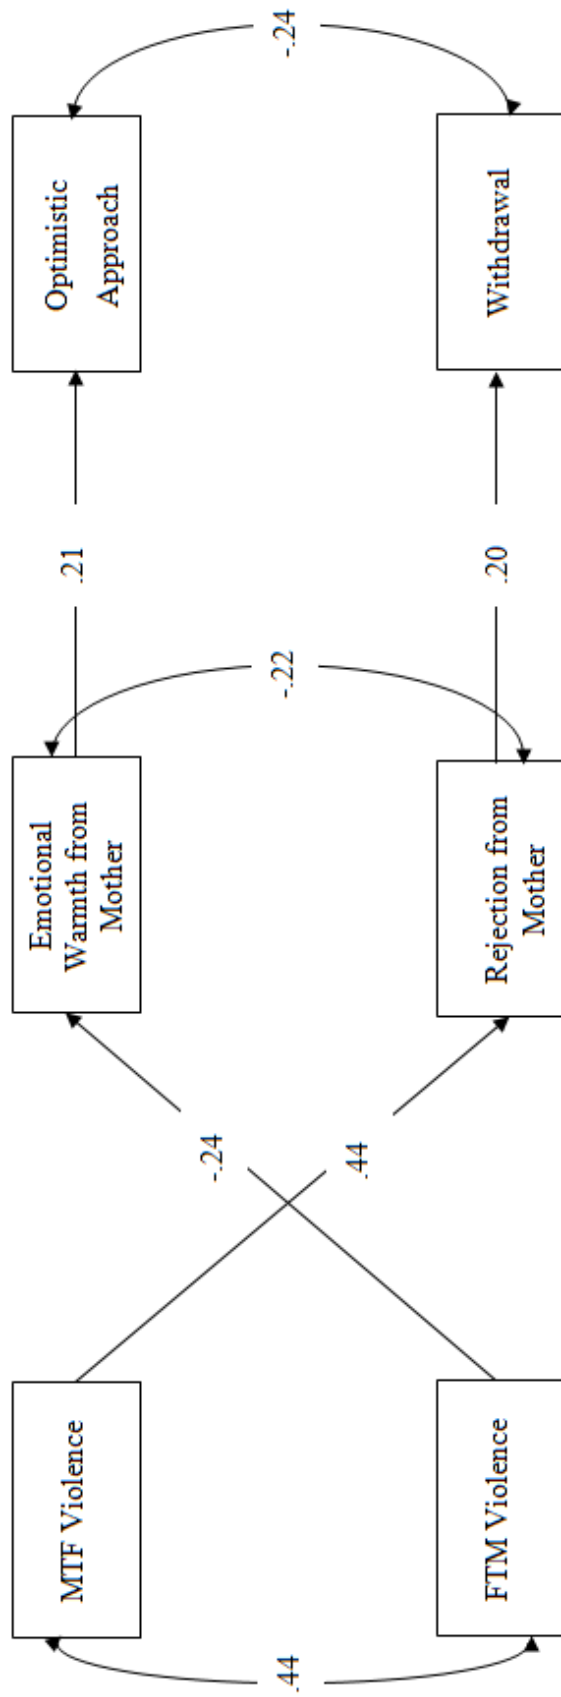 MTF Violence
FTM Violence
.44
-.24
.44
Emotional
Warmth from
Mother
Rejection from
Mother
-.22
.21
.20
Optimistic
Approach
Withdrawal
-.24